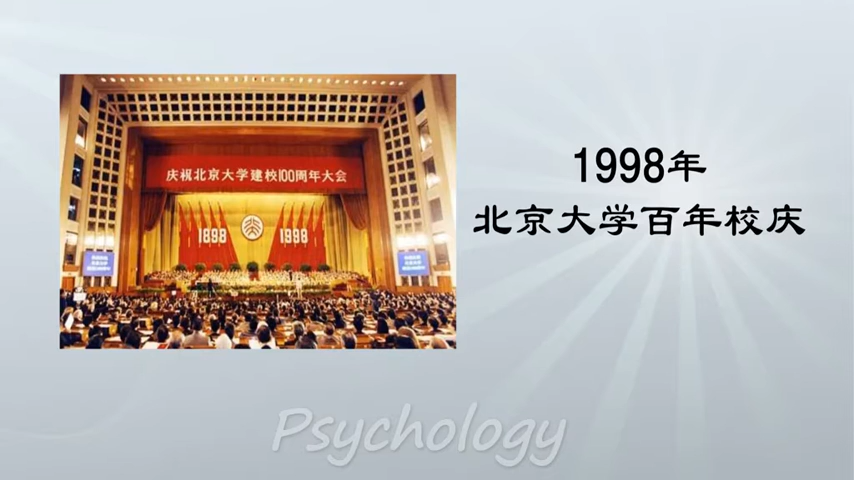 庆祝北京大学建校100周年大会
1898
1998
1998年
北京大学百年校庆
Psychology